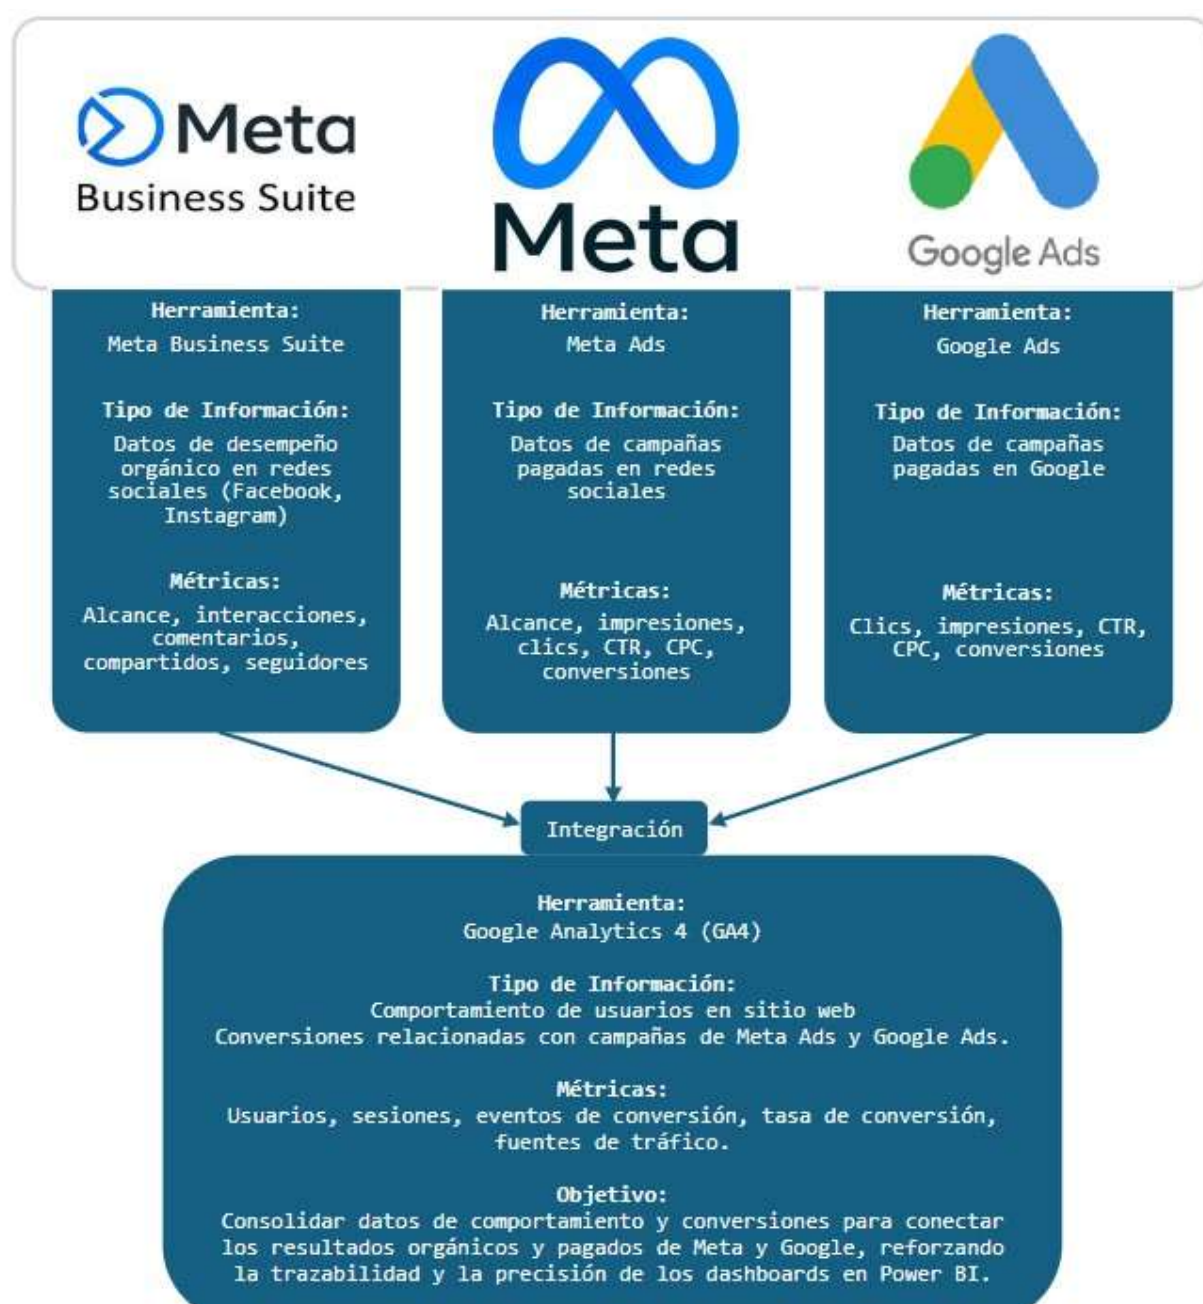 Meta
Business Suite
Meta
Google Ads
Herramienta:
Meta Business Suite
Tipo de Información:
Datos de desempeño
orgánico en redes
sociales (Facebook,
Instagram)
Métricas:
Alcance, interacciones,
comentarios,
compartidos, seguidores
Herramienta:
Meta Ads
Tipo de Información:
Datos de campañas
pagadas en redes
sociales
Métricas:
Alcance, impresiones,
clics, CTR, CPC,
conversiones
Herramienta:
Google Ads
Tipo de Información:
Datos de campañas
pagadas en Google
Métricas:
Clics, impresiones, CTR,
CPC, conversiones
Integración
Herramienta:
Google Analytics 4 (GA4)
Tipo de Información:
Comportamiento de usuarios en sitio web
Conversiones relacionadas con campañas de Meta Ads y Google Ads.
Métricas:
Usuarios, sesiones, eventos de conversión, tasa de conversión,
fuentes de tráfico.
Objetivo:
Consolidar datos de comportamiento y conversiones para conectar
los resultados orgánicos y pagados de Meta y Google, reforzando
la trazabilidad y la precisión de los dashboards en Power BI.